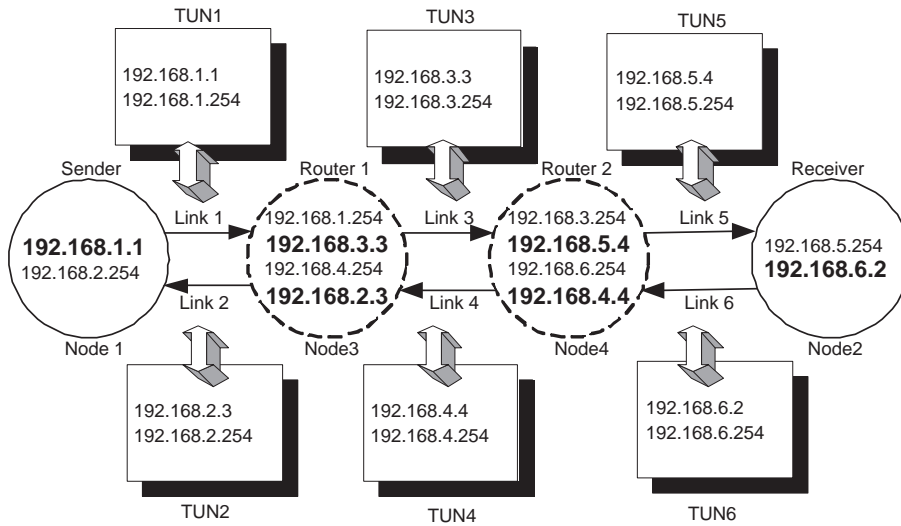 TUN1
TUN3
TUN5
192.168.1.1
192.168.1.254
192.168.3.3
192.168.3.254
192.168.5.4
192.168.5.254
Sender
Router 1
Router 2
Receiver
Link 1
Link 3
Link 5
192.168.1.1
192.168.2.254
192.168.1.254
192.168.3.3
192.168.4.254
192.168.2.3
192.168.3.254
192.168.5.4
192.168.6.254
192.168.4.4
192.168.5.254
192.168.6.2
Link 2
Link 4
Link 6
Node 1
Node3
Node4
Node2
192.168.2.3
192.168.2.254
192.168.4.4
192.168.4.254
192.168.6.2
192.168.6.254
TUN2
TUN4
TUN6